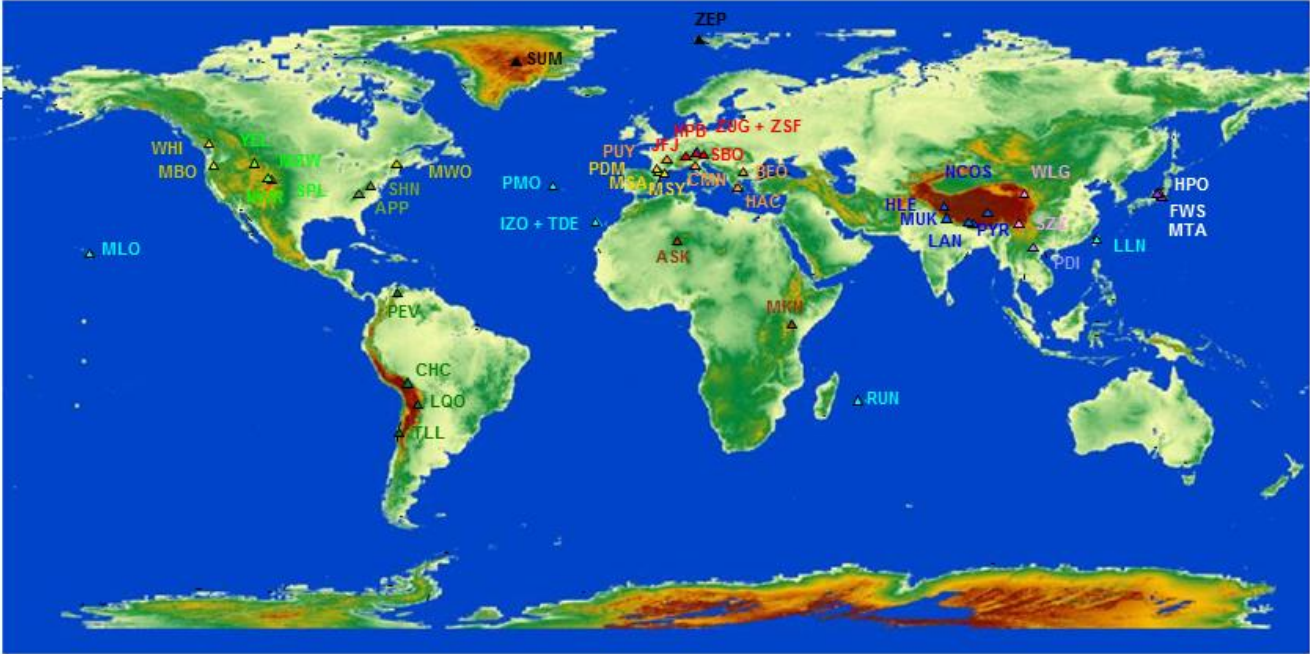 ZEP
SUM
WHI
MBO
YEL
NRW
SPL
MWO
SHN
APP
HPB
ZUG + ZSF
JFJ
SBO
PUY
PDM
MSA
MSY
CMN
BEO
HAC
PMO
IZO + TDE
MLO
ASK
MKN
NCOS
WLG
HLE
MUK
LAN
PYR
SZZ
PDI
LLN
HPO
FWS
MTA
PEV
CHC
LQO
TLL
RUN